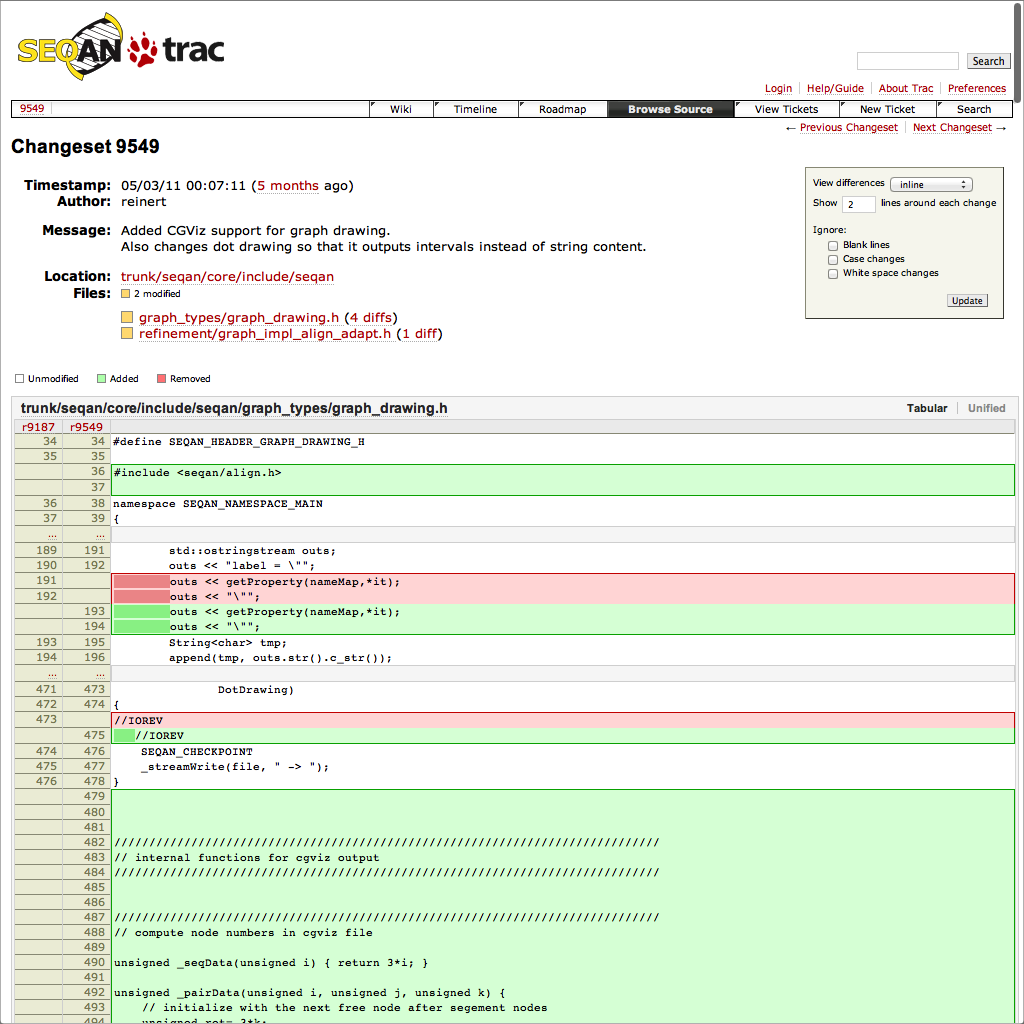 SEQAN trac
Search
Login Help/Guide About Trac Preferences
9549 Wiki Timeline Roadmap Browse Source View Tickets New Ticket Search
← Previous Changeset Next Changeset →
Changeset 9549
Timestamp: 05/03/11 00:07:11 (5 months ago)
Author: reinert
Message: Added CGViz support for graph drawing.
Also changes dot drawing so that it outputs intervals instead of string content.
Location: trunk/seqan/core/include/seqan
Files: 2 modified
graph_types/graph_drawing.h (4 diffs)
refinement/graph_impl_align_adapt.h (1 diff)
View differences inline
Show 2 lines around each change
Ignore:
Blank lines
Case changes
White space changes
Update
Unmodified Added Removed
trunk/seqan/core/include/seqan/graph_types/graph_drawing.h Tabular Unified
r9187 r9549
34 34 #define SEQAN_HEADER_GRAPH_DRAWING_H
35 35
36 #include <seqan/align.h>
37
36 38 namespace SEQAN_NAMESPACE_MAIN
37 39 {
... ...
189 191 std::ostringstream outs;
190 192 outs << "label = \"";
191 outs << getProperty(nameMap,*it);
192 outs << "\"";
193 outs << getProperty(nameMap,*it);
194 outs << "\"";
193 195 String<char> tmp;
194 196 append(tmp, outs.str().c_str());
... ...
471 473 DotDrawing)
472 474 {
473 //IOREV
475 //IOREV
474 476 SEQAN_CHECKPOINT
475 477 _streamWrite(file, " -> ");
476 478 }
479
480
481
482 //////////////////////////////////////////////////////////////////////////////
483 // internal functions for cgviz output
484 //////////////////////////////////////////////////////////////////////////////
485
486
487 //////////////////////////////////////////////////////////////////////////////
488 // compute node numbers in cgviz file
489
490 unsigned _seqData(unsigned i) { return 3*i; }
491
492 unsigned _pairData(unsigned i, unsigned j, unsigned k) {
493 // initialize with the next free node after segement nodes
494 unsigned ret= 3*k;